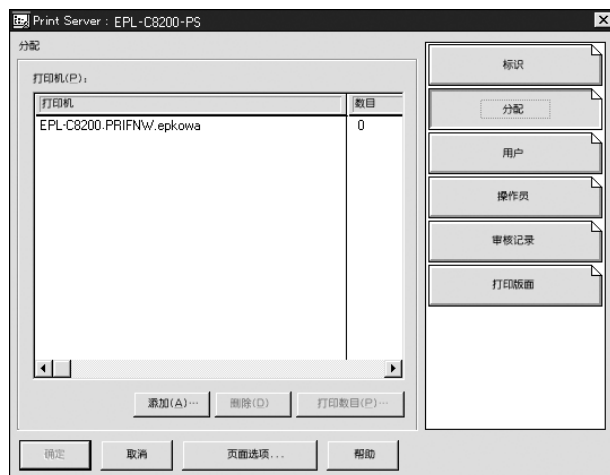 Print Server : EPL-C8200-PS
分配
打印机(P):
打印机 数目
EPL-C8200.PRIFNW.epkowa 0
添加(A)... 删除(D) 打印数目(P)...
确定 取消 页面选项... 帮助
标识
分配
用户
操作员
审核记录
打印版面